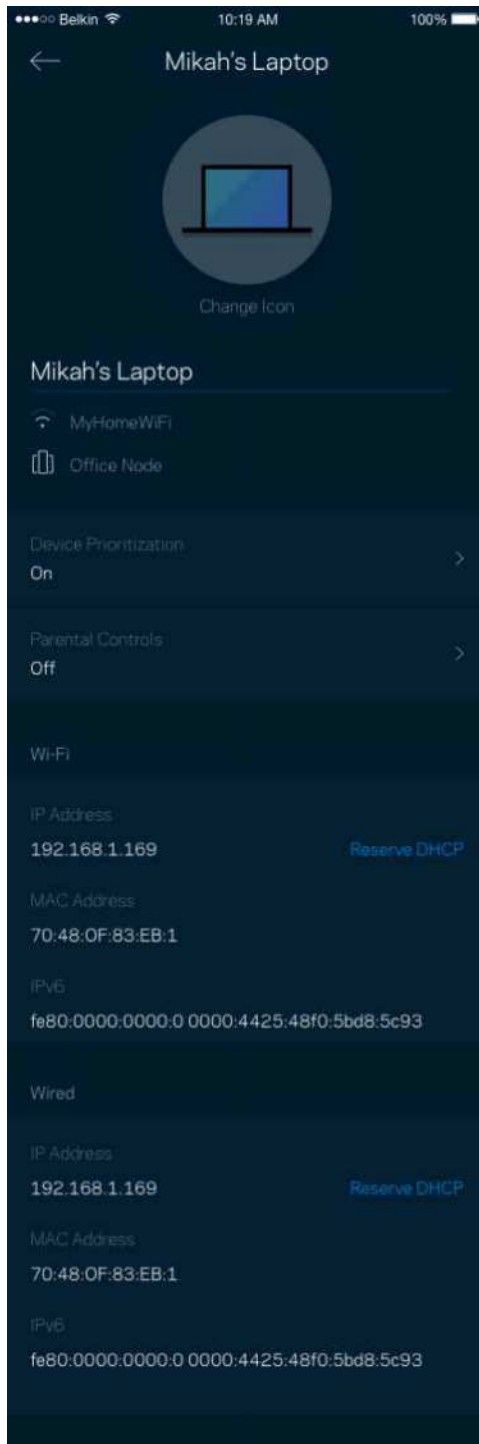 Belkin 10:19 AM 100%
Mikah's Laptop
Change Icon
Mikah's Laptop
MyHomeWiFi
Office Node
Device Prioritization
On
Parental Controls
Off
Wi-Fi
IP Address
192.168.1.169 Reserve DHCP
MAC Address
70:48:0F:83:EB:1
IPv6
fe80:0000:0000:0 0000:4425:48f0:5bd8:5c93
Wired
IP Address
192.168.1.169 Reserve DHCP
MAC Address
70:48:0F:83:EB:1
IPv6
fe80:0000:0000:0 0000:4425:48f0:5bd8:5c93